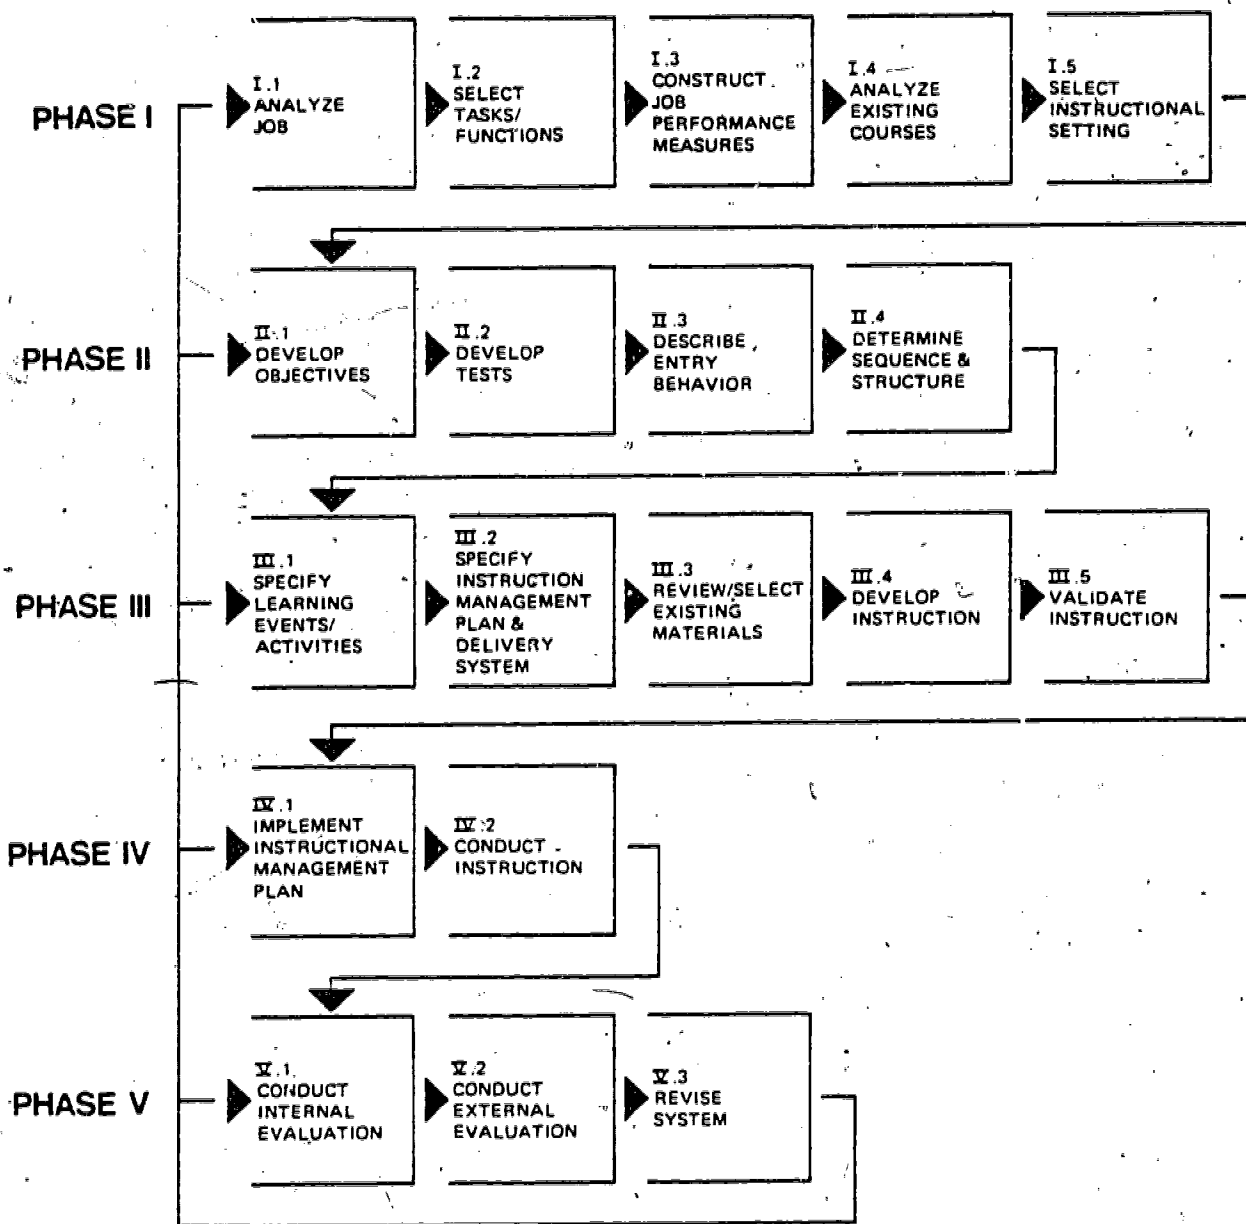 PHASE I
I.1
ANALYZE
JOB
I.2
SELECT
TASKS/
FUNCTIONS
I.3
CONSTRUCT
JOB
PERFORMANCE
MEASURES
I.4
ANALYZE
EXISTING
COURSES
I.5
SELECT
INSTRUCTIONAL
SETTING
PHASE II
II.1
DEVELOP
OBJECTIVES
II.2
DEVELOP
TESTS
II.3
DESCRIBE
ENTRY
BEHAVIOR
II.4
DETERMINE
SEQUENCE &
STRUCTURE
PHASE III
III.1
SPECIFY
LEARNING
EVENTS/
ACTIVITIES
III.2
SPECIFY
INSTRUCTION
MANAGEMENT
PLAN &
DELIVERY
SYSTEM
III.3
REVIEW/SELECT
EXISTING
MATERIALS
III.4
DEVELOP
INSTRUCTION
III.5
VALIDATE
INSTRUCTION
PHASE IV
IV.1
IMPLEMENT
INSTRUCTIONAL
MANAGEMENT
PLAN
IV.2
CONDUCT
INSTRUCTION
PHASE V
V.1
CONDUCT
INTERNAL
EVALUATION
V.2
CONDUCT
EXTERNAL
EVALUATION
V.3
REVISE
SYSTEM